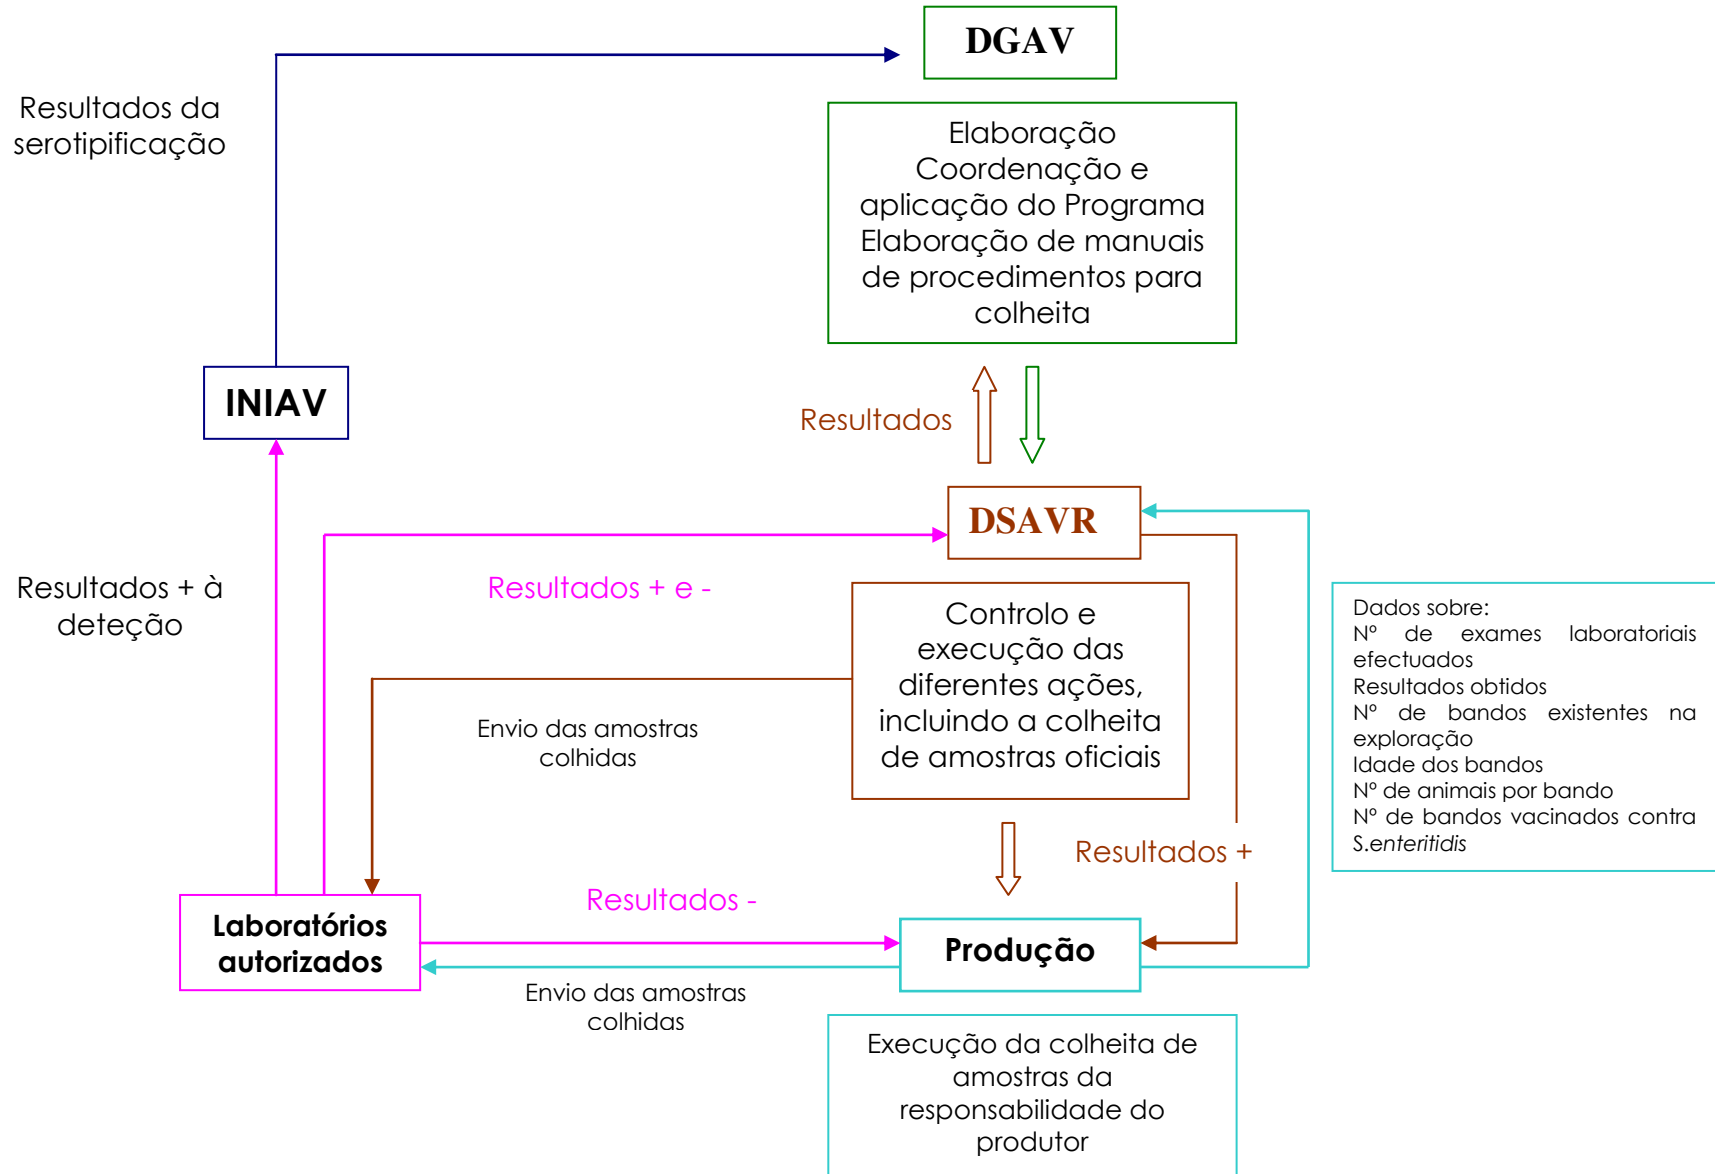 DGAV
Resultados da
serotipificação
Elaboração
Coordenação e
aplicação do Programa
Elaboração de manuais
de procedimentos para
colheita
INIAV
Resultados
DSAVR
Resultados + à
deteção
Resultados + e -
Controlo e
execução das
diferentes ações,
incluindo a colheita
de amostras oficiais
Dados sobre:
Nº de exames laboratoriais
efectuados
Resultados obtidos
Nº de bandos existentes na
exploração
Idade dos bandos
Nº de animais por bando
Nº de bandos vacinados contra
S.enteritidis
Envio das amostras
colhidas
Resultados +
Laboratórios
autorizados
Resultados -
Produção
Envio das amostras
colhidas
Execução da colheita de
amostras da
responsabilidade do
produtor